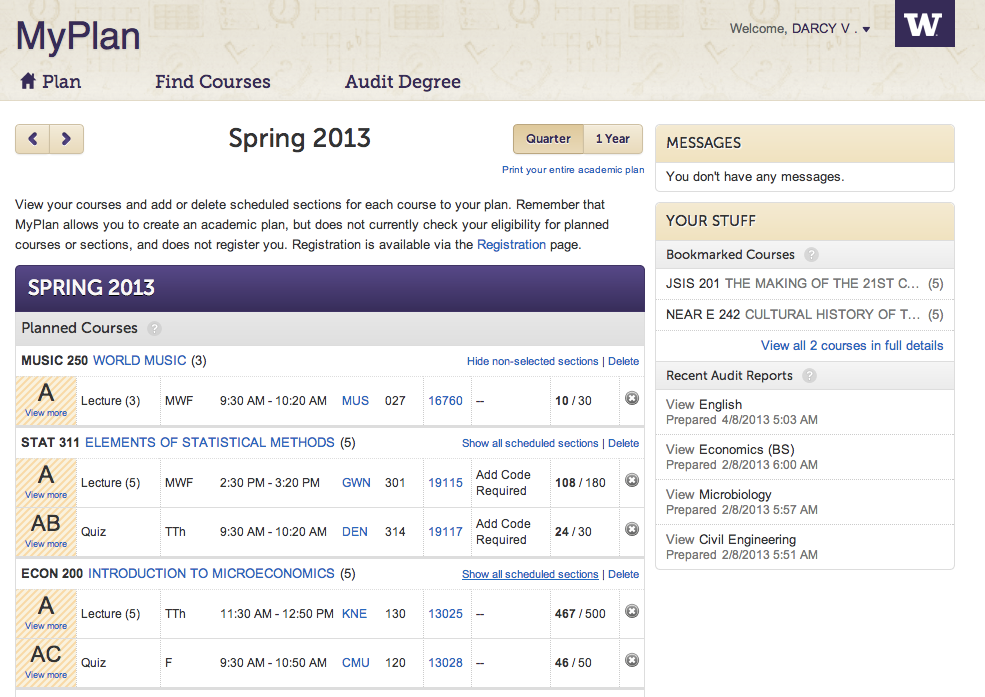 MyPlan
Welcome, DARCY V .
W
Plan Find Courses Audit Degree
Spring 2013
Quarter 1 Year
Print your entire academic plan
View your courses and add or delete scheduled sections for each course to your plan. Remember that
MyPlan allows you to create an academic plan, but does not currently check your eligibility for planned
courses or sections, and does not register you. Registration is available via the Registration page.
SPRING 2013
Planned Courses ?
MUSIC 250 WORLD MUSIC (3) Hide non-selected sections | Delete
A
View more
Lecture (3) MWF 9:30 AM - 10:20 AM MUS 027 16760 -- 10 / 30
STAT 311 ELEMENTS OF STATISTICAL METHODS (5) Show all scheduled sections | Delete
A
View more
Lecture (5) MWF 2:30 PM - 3:20 PM GWN 301 19115 Add Code Required 108 / 180
AB
View more
Quiz TTh 9:30 AM - 10:20 AM DEN 314 19117 Add Code Required 24 / 30
ECON 200 INTRODUCTION TO MICROECONOMICS (5) Show all scheduled sections | Delete
A
View more
Lecture (5) TTh 11:30 AM - 12:50 PM KNE 130 13025 -- 467 / 500
AC
View more
Quiz F 9:30 AM - 10:50 AM CMU 120 13028 -- 46 / 50
MESSAGES
You don't have any messages.
YOUR STUFF
Bookmarked Courses ?
JSIS 201 THE MAKING OF THE 21ST C... (5)
NEAR E 242 CULTURAL HISTORY OF T... (5)
View all 2 courses in full details
Recent Audit Reports ?
View English
Prepared 4/8/2013 5:03 AM
View Economics (BS)
Prepared 2/8/2013 6:00 AM
View Microbiology
Prepared 2/8/2013 5:57 AM
View Civil Engineering
Prepared 2/8/2013 5:51 AM